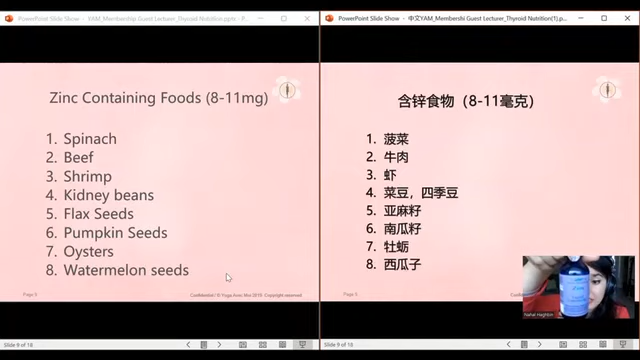 PowerPoint Slide Show - YAM_Membership Guest Lecturer_Thyroid Nutrition.pptx - P...
Zinc Containing Foods (8-11mg)
1. Spinach
2. Beef
3. Shrimp
4. Kidney beans
5. Flax Seeds
6. Pumpkin Seeds
7. Oysters
8. Watermelon seeds
Page 9
Slide 9 of 18
PowerPoint Slide Show - 中文YAM_Membershi Guest Lecturer_Thyroid Nutrition(1).p...
含锌食物（8-11毫克）
1. 菠菜
2. 牛肉
3. 虾
4. 菜豆，四季豆
5. 亚麻籽
6. 南瓜籽
7. 牡蛎
8. 西瓜子
Page 9
Slide 9 of 18
Zinc